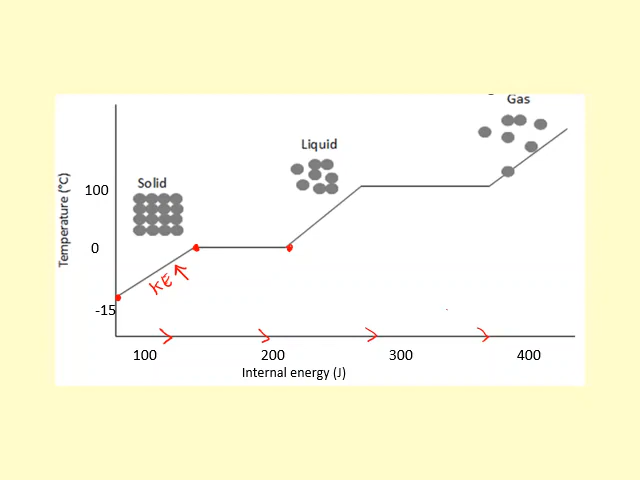 Gas
Liquid
Solid
Temperature (°C)
100
0
-15
KE↑
100 200 300 400
Internal energy (J)